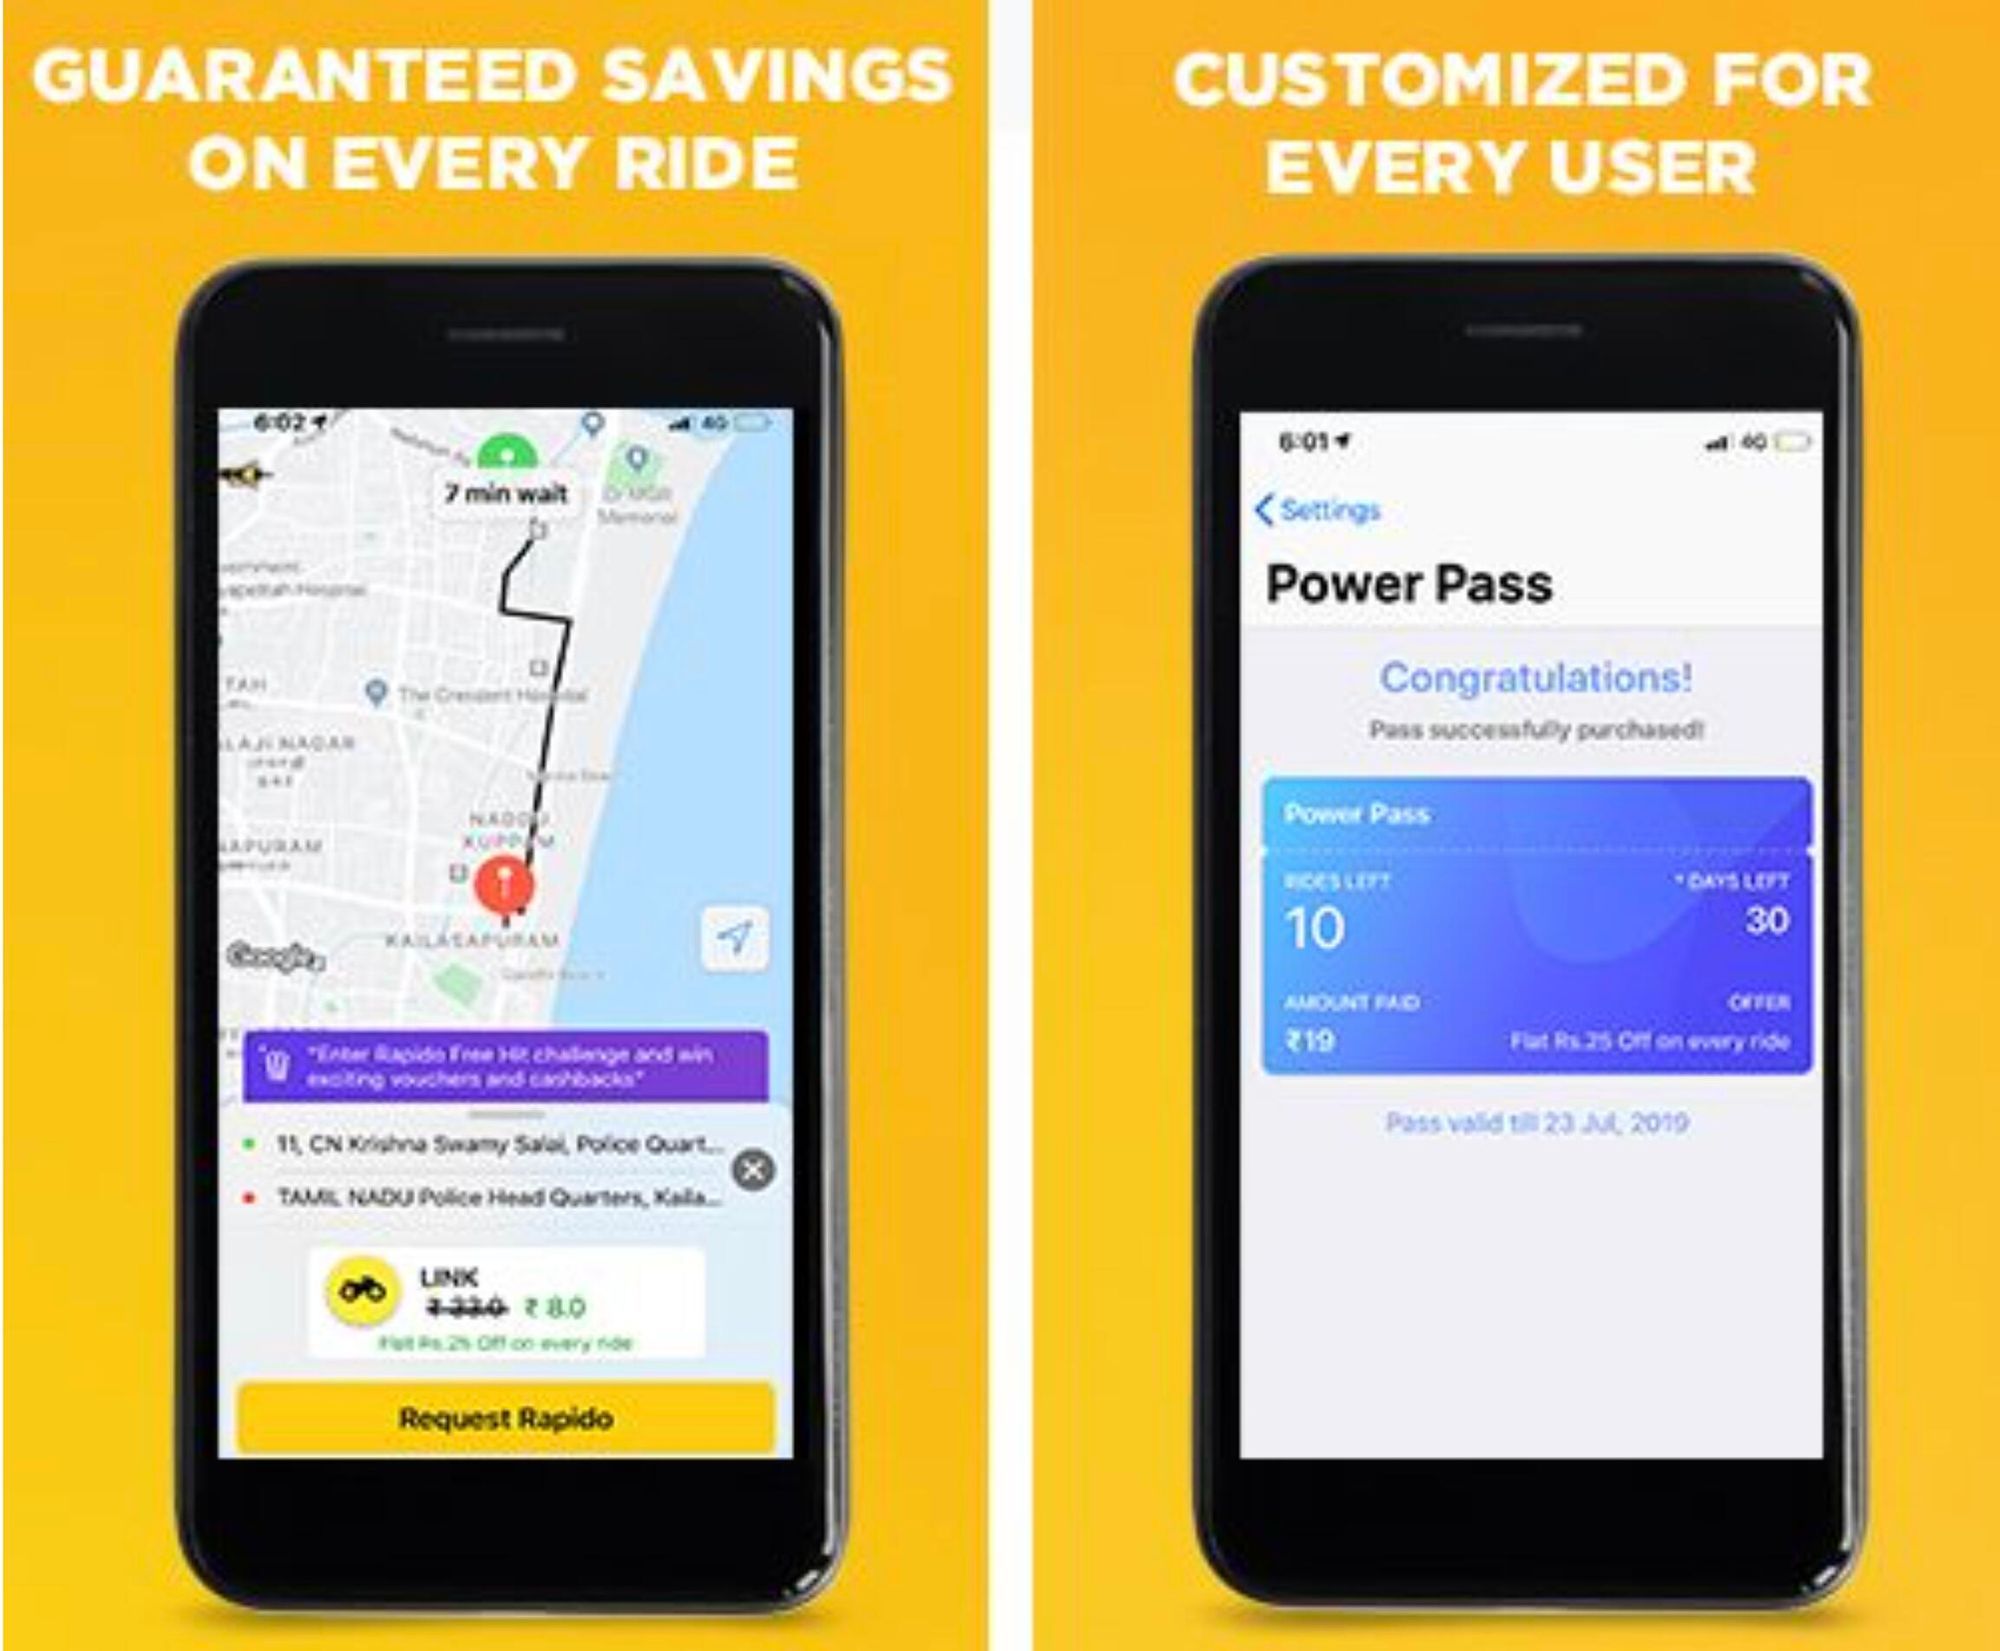 GUARANTEED SAVINGS
ON EVERY RIDE
6:02
4G
7 min wait
Memorial
The Crescent Hospital
TAH
KUPPAM
KAILASAPURAM
Google
"Enter Rapido Free Hit challenge and win
exciting vouchers and cashbacks"
11, CN Krishna Swamy Salai, Police Quart...
TAMIL NADU Police Head Quarters, Kaila...
LINK
₹ 33.0 ₹ 8.0
Flat Rs.25 Off on every ride
Request Rapido
CUSTOMIZED FOR
EVERY USER
6:01
4G
Settings
Power Pass
Congratulations!
Pass successfully purchased!
Power Pass
RIDES LEFT
* DAYS LEFT
10
30
AMOUNT PAID
OFFER
₹19
Flat Rs.25 Off on every ride
Pass valid till 23 Jul, 2019